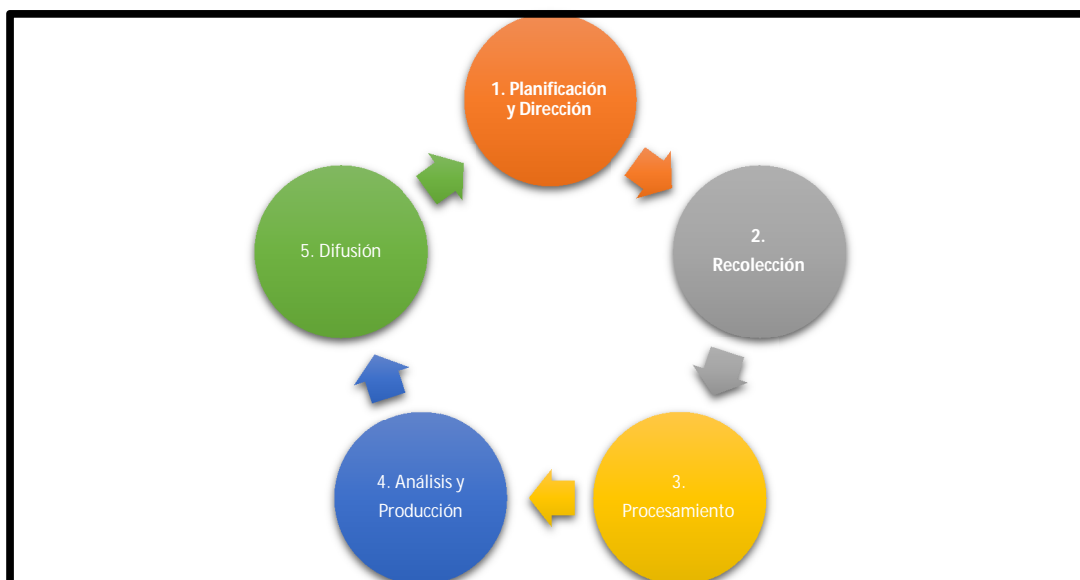 1. Planificación
y Dirección
2.
Recolección
3.
Procesamiento
4. Análisis y
Producción
5. Difusión